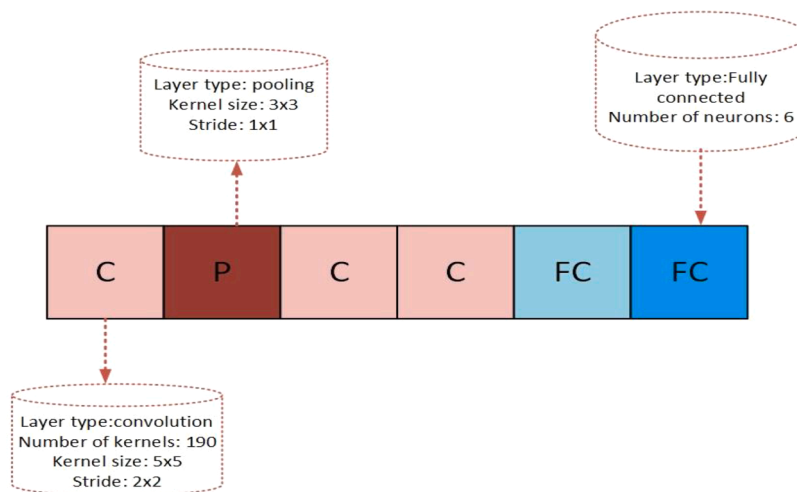 Layer type: pooling
Kernel size: 3x3
Stride: 1x1
Layer type:Fully
connected
Number of neurons: 6
C P C C FC FC
Layer type:convolution
Number of kernels: 190
Kernel size: 5x5
Stride: 2x2